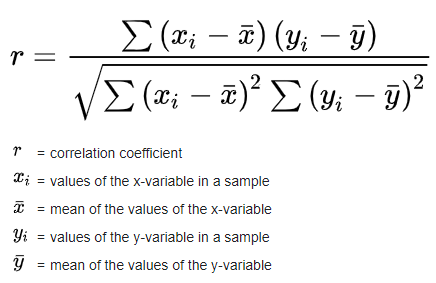 r = ∑(xᵢ − x̄)(yᵢ − ȳ) / √(∑(xᵢ − x̄)² ∑(yᵢ − ȳ)²)
r = correlation coefficient
xᵢ = values of the x-variable in a sample
x̄ = mean of the values of the x-variable
yᵢ = values of the y-variable in a sample
ȳ = mean of the values of the y-variable